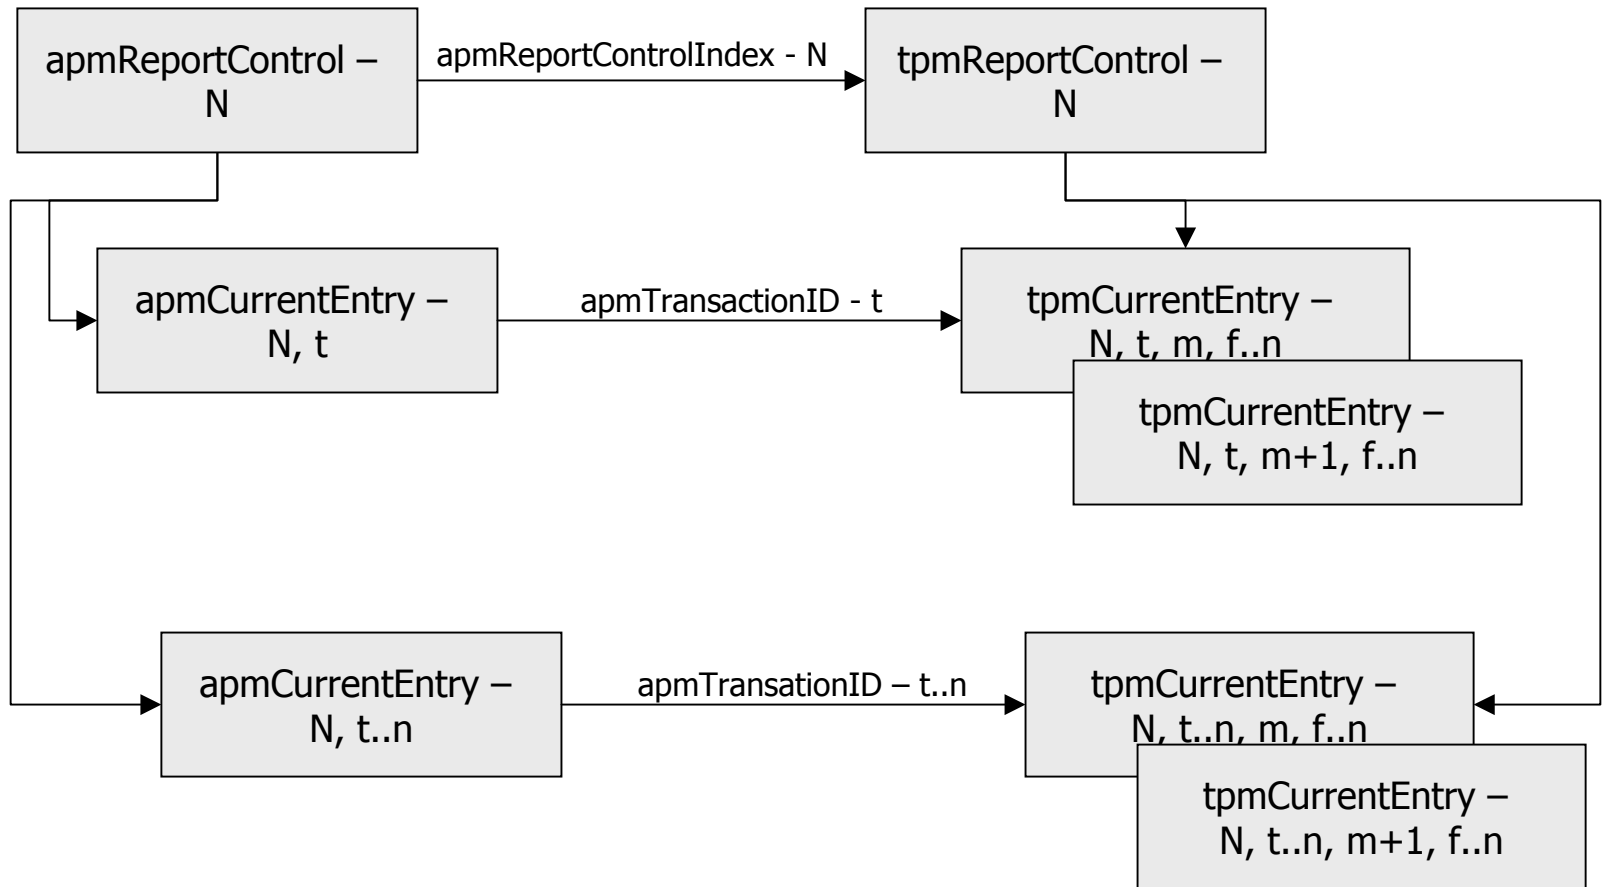 apmReportControl –
N
apmReportControlIndex - N
tpmReportControl –
N
apmCurrentEntry –
N, t
apmTransactionID - t
tpmCurrentEntry –
N, t, m, f..n
tpmCurrentEntry –
N, t, m+1, f..n
apmCurrentEntry –
N, t..n
apmTransationID – t..n
tpmCurrentEntry –
N, t..n, m, f..n
tpmCurrentEntry –
N, t..n, m+1, f..n